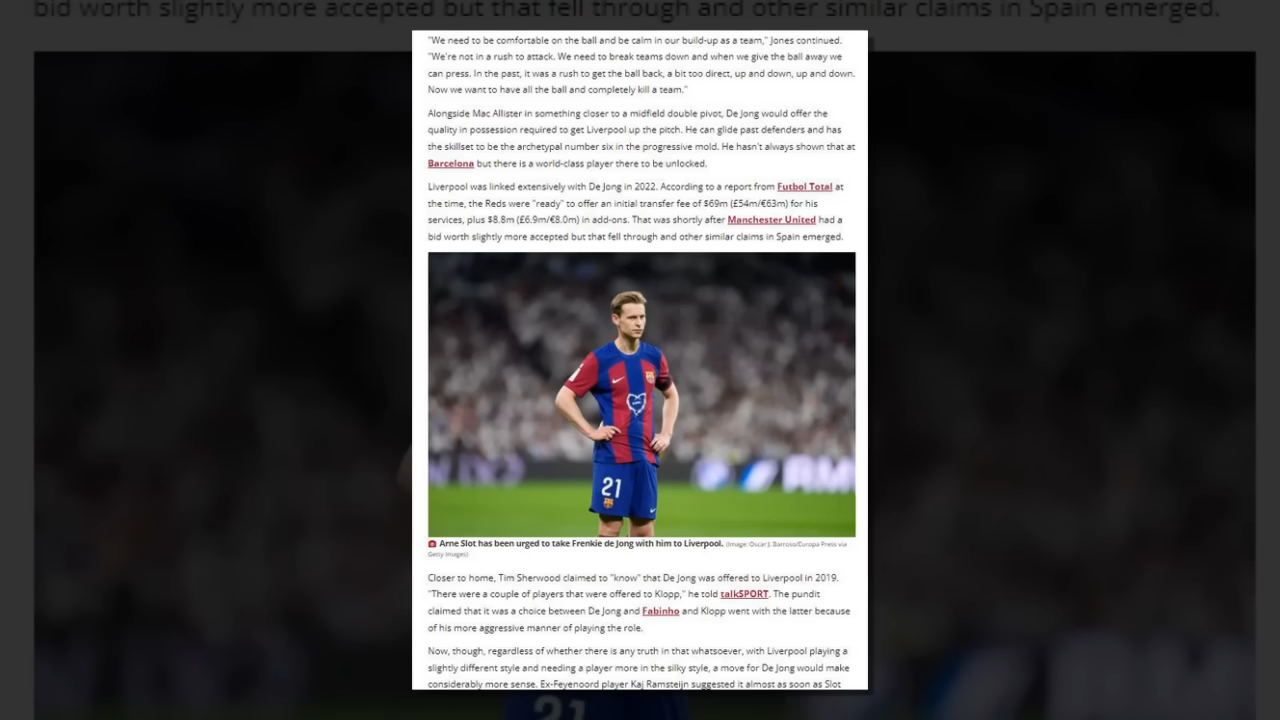 bid worth slightly more accepted but that fell through and other similar claims in Spain emerged.
"We need to be comfortable on the ball and be calm in our build-up as a team," Jones continued.
"We're not in a rush to attack. We need to break teams down and when we give the ball away we
can press. In the past, it was a rush to get the ball back, a bit too direct, up and down, up and down.
Now we want to have all the ball and completely kill a team."
Alongside Mac Allister in something closer to a midfield double pivot, De Jong would offer the
quality in possession required to get Liverpool up the pitch. He can glide past defenders and has
the skillset to be the archetypal number six in the progressive mold. He hasn't always shown that at
Barcelona but there is a world-class player there to be unlocked.
Liverpool was linked extensively with De Jong in 2022. According to a report from Futbol Total at
the time, the Reds were "ready" to offer an initial transfer fee of $69m (£54m/€63m) for his
services, plus $8.8m (£6.9m/€8.0m) in add-ons. That was shortly after Manchester United had a
bid worth slightly more accepted but that fell through and other similar claims in Spain emerged.
21
Arne Slot has been urged to take Frenkie de Jong with him to Liverpool. (Image: Oscar J. Barroso/Europa Press via
Getty Images)
Closer to home, Tim Sherwood claimed to "know" that De Jong was offered to Liverpool in 2019.
"There were a couple of players that were offered to Klopp," he told talkSPORT. The pundit
claimed that it was a choice between De Jong and Fabinho and Klopp went with the latter because
of his more aggressive manner of playing the role.
Now, though, regardless of whether there is any truth in that whatsoever, with Liverpool playing a
slightly different style and needing a player more in the silky style, a move for De Jong would make
considerably more sense. Ex-Feyenoord player Kaj Ramsteijn suggested it almost as soon as Slot
21